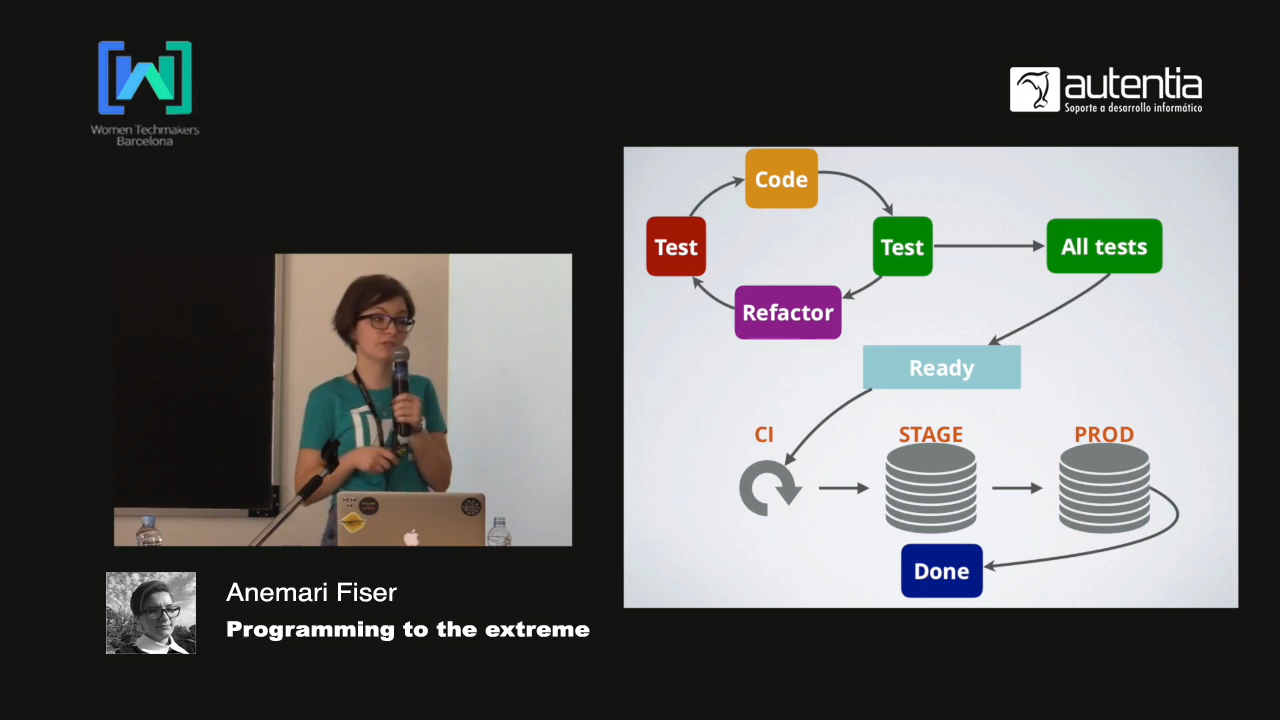 Women Techmakers
Barcelona
autentia
Soporte a desarrollo informático
Code
Test
Test
All tests
Refactor
Ready
CI
STAGE
PROD
Done
Anemari Fiser
Programming to the extreme